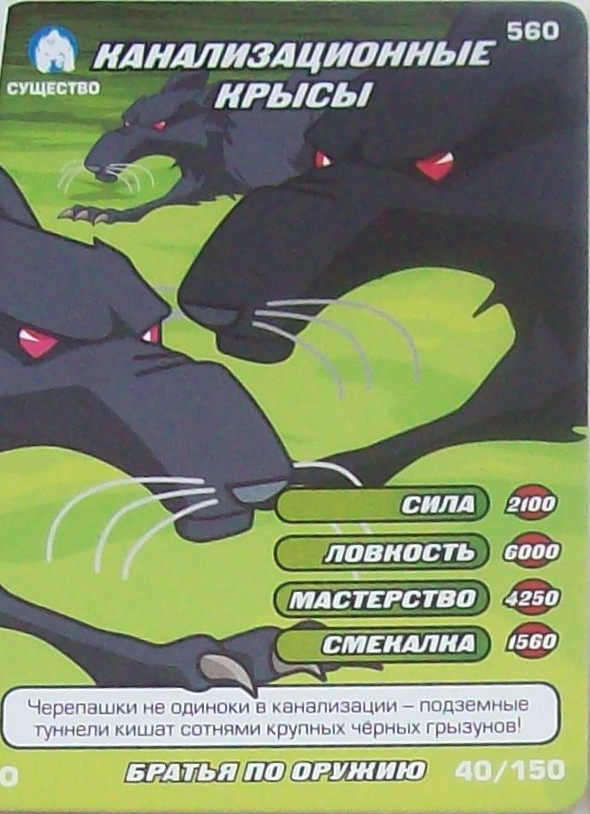 560
КАНАЛИЗАЦИОННЫЕ
КРЫСЫ
СУЩЕСТВО
СИЛА 2100
ЛОВКОСТЬ 6000
МАСТЕРСТВО 4250
СМЕКАЛКА 1560
Черепашки не одиноки в канализации – подземные
туннели кишат сотнями крупных чёрных грызунов!
0 БРАТЬЯ ПО ОРУЖИЮ 40/150